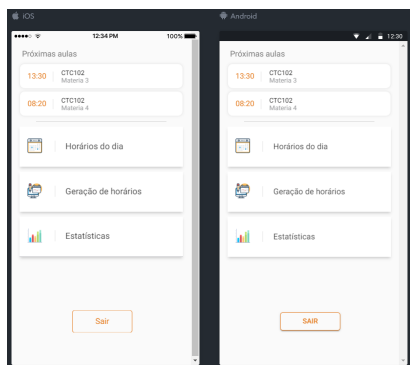 iOS
12:34 PM
100%
Próximas aulas
13:30
CTC102
Materia 3
08:20
CTC102
Materia 4
Horários do dia
Geração de horários
Estatísticas
Sair
Android
12:30
Próximas aulas
13:30
CTC102
Materia 3
08:20
CTC102
Materia 4
Horários do dia
Geração de horários
Estatísticas
SAIR